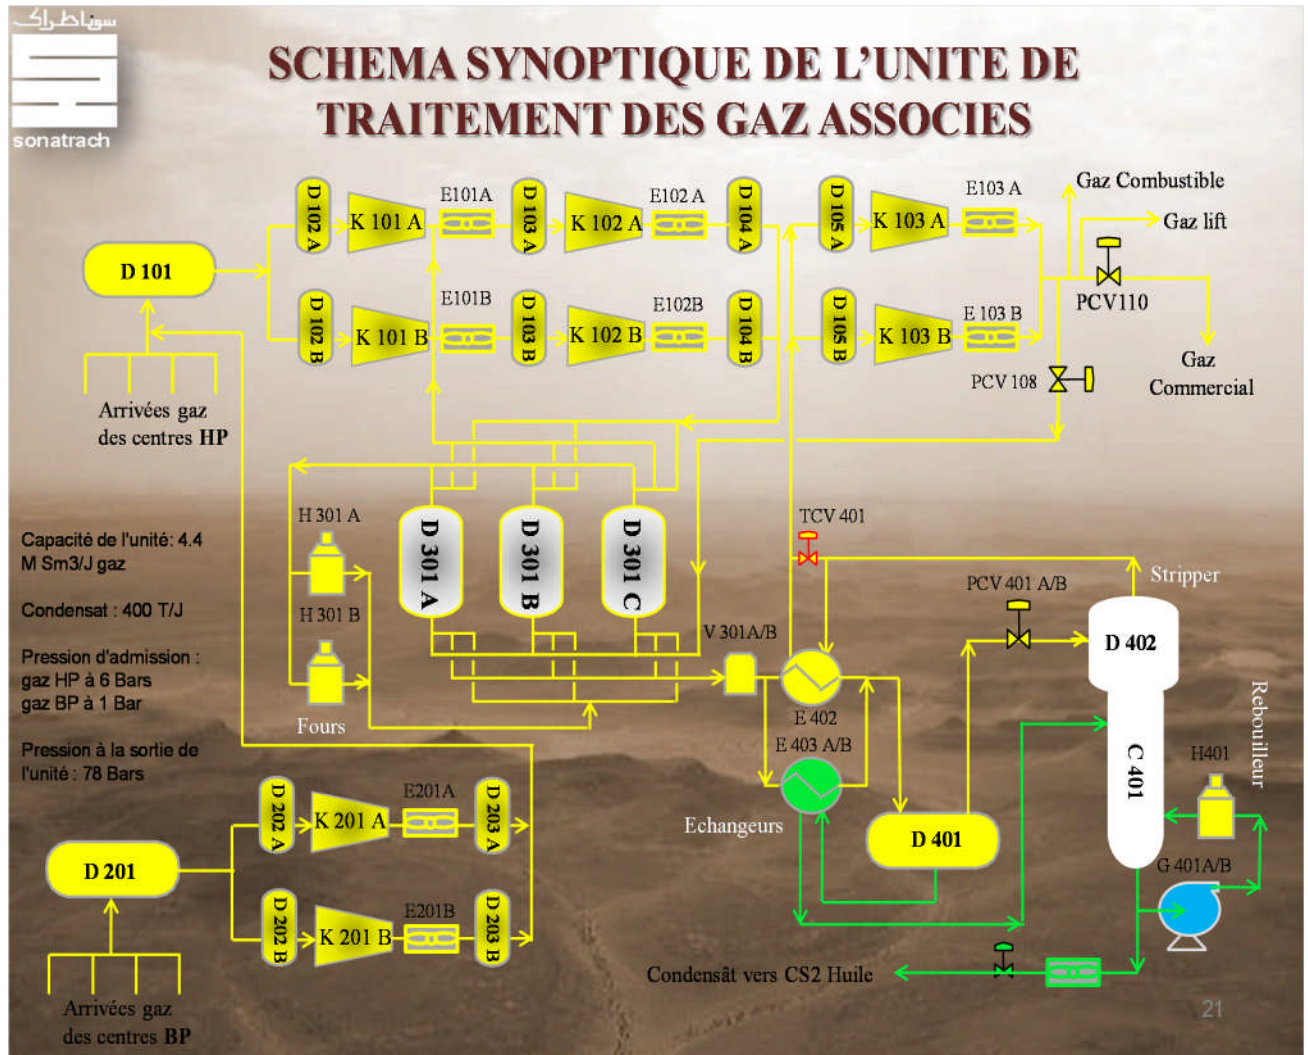 سوناطراك
sonatrach
SCHEMA SYNOPTIQUE DE L’UNITE DE
TRAITEMENT DES GAZ ASSOCIES
D 101
D 102 A
K 101 A
E101A
D 103 A
K 102 A
E102 A
D 104 A
D 105 A
K 103 A
E103 A
Gaz Combustible
Gaz lift
PCV110
D 102 B
K 101 B
E101B
D 103 B
K 102 B
E102B
D 104 B
D 105 B
K 103 B
E 103 B
PCV 108
Gaz
Commercial
Arrivées gaz
des centres HP
Capacité de l'unité: 4.4
M Sm3/J gaz
Condensat : 400 T/J
Pression d'admission :
gaz HP à 6 Bars
gaz BP à 1 Bar
Pression à la sortie de
l'unité : 78 Bars
H 301 A
H 301 B
Fours
D 301 A
D 301 B
D 301 C
V 301A/B
TCV 401
E 402
E 403 A/B
Echangeurs
D 401
PCV 401 A/B
Stripper
D 402
C 401
Rebouilleur
H401
G 401A/B
D 201
D 202 A
K 201 A
E201A
D 203 A
D 202 B
K 201 B
E201B
D 203 B
Arrivées gaz
des centres BP
Condensât vers CS2 Huile
21